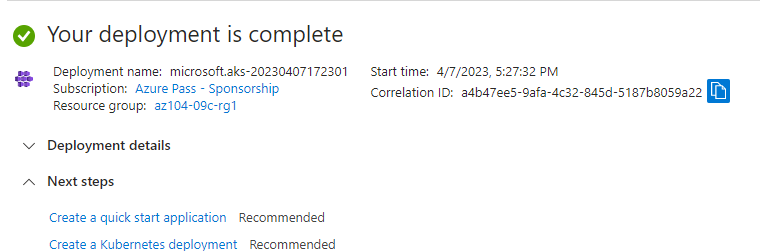 Your deployment is complete
Deployment name: microsoft.aks-20230407172301
Subscription: Azure Pass - Sponsorship
Resource group: az104-09c-rg1
Start time: 4/7/2023, 5:27:32 PM
Correlation ID: a4b47ee5-9afa-4c32-845d-5187b8059a22
Deployment details
Next steps
Create a quick start application Recommended
Create a Kubernetes deployment Recommended